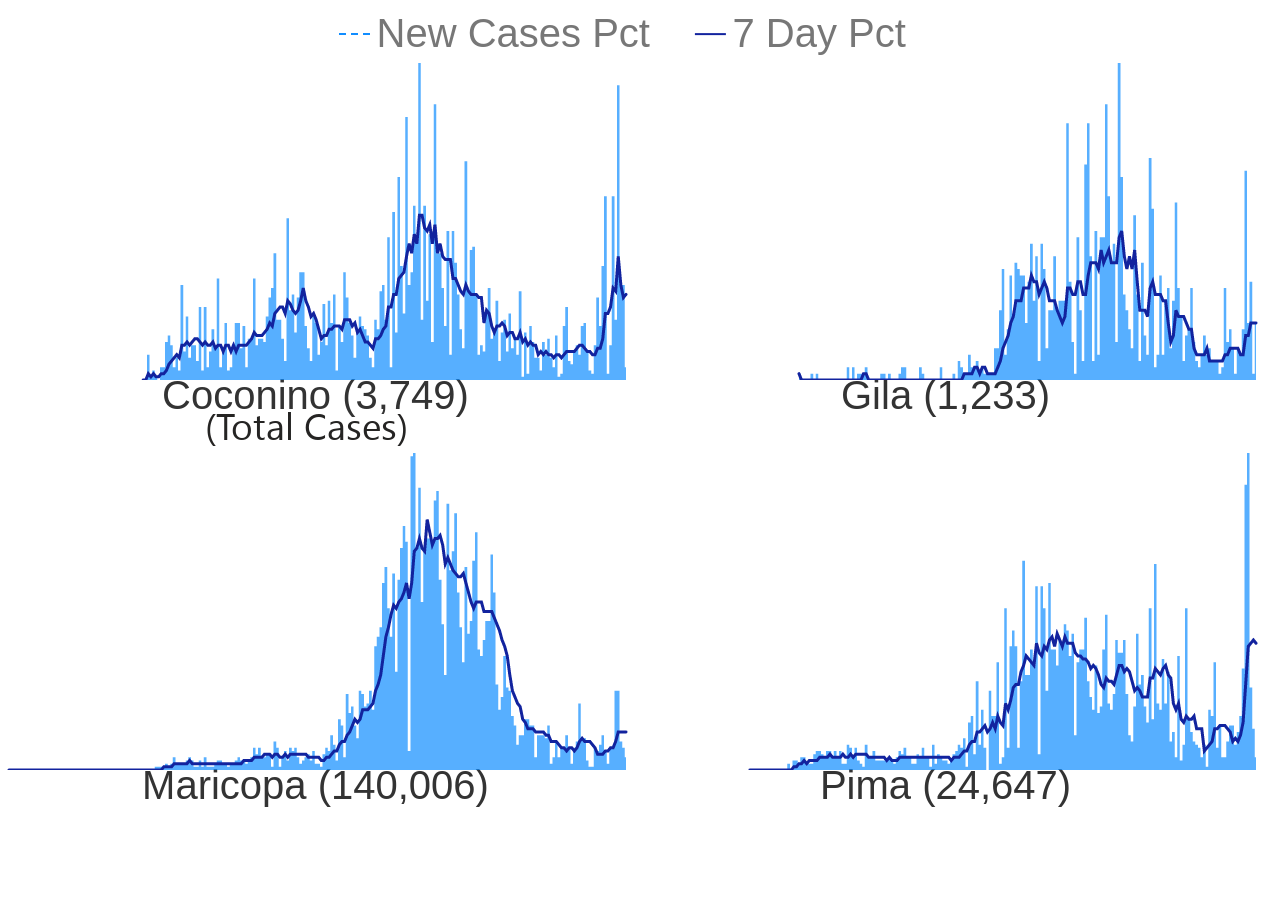 New Cases Pct 7 Day Pct
Coconino (3,749) Gila (1,233)
(Total Cases)
Maricopa (140,006) Pima (24,647)